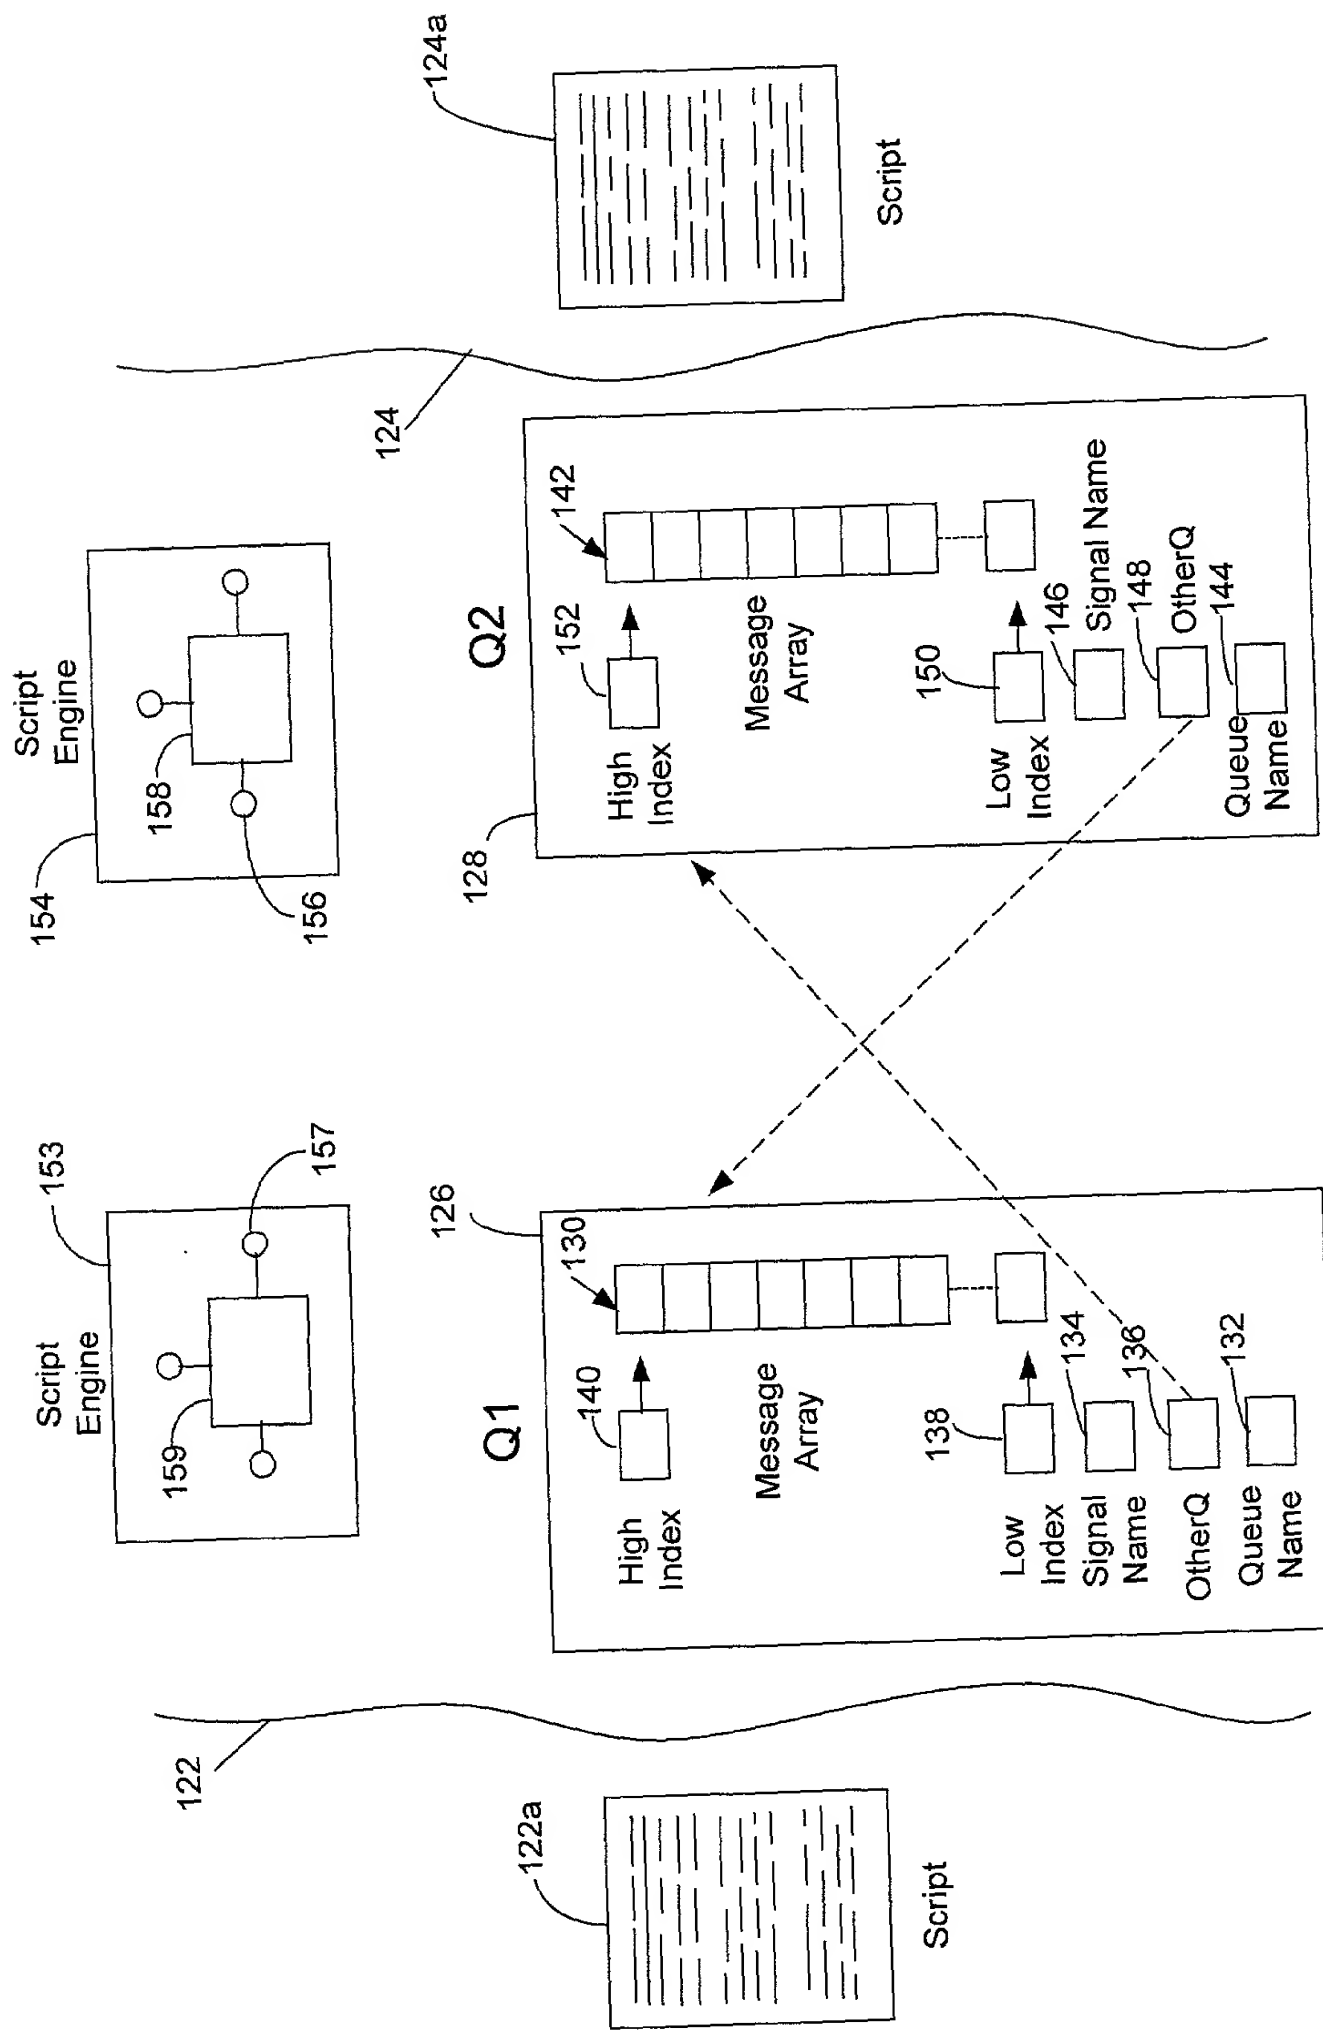 Script
Engine
153
159
157
Script
Engine
154
158
156
122
124
122a
Script
124a
Script
Q1
126
High
Index
140
130
Message
Array
Low
Index
138
Signal
Name
134
OtherQ
136
Queue
Name
132
Q2
128
High
Index
152
142
Message
Array
Low
Index
150
146
Signal Name
148
OtherQ
144
Queue
Name